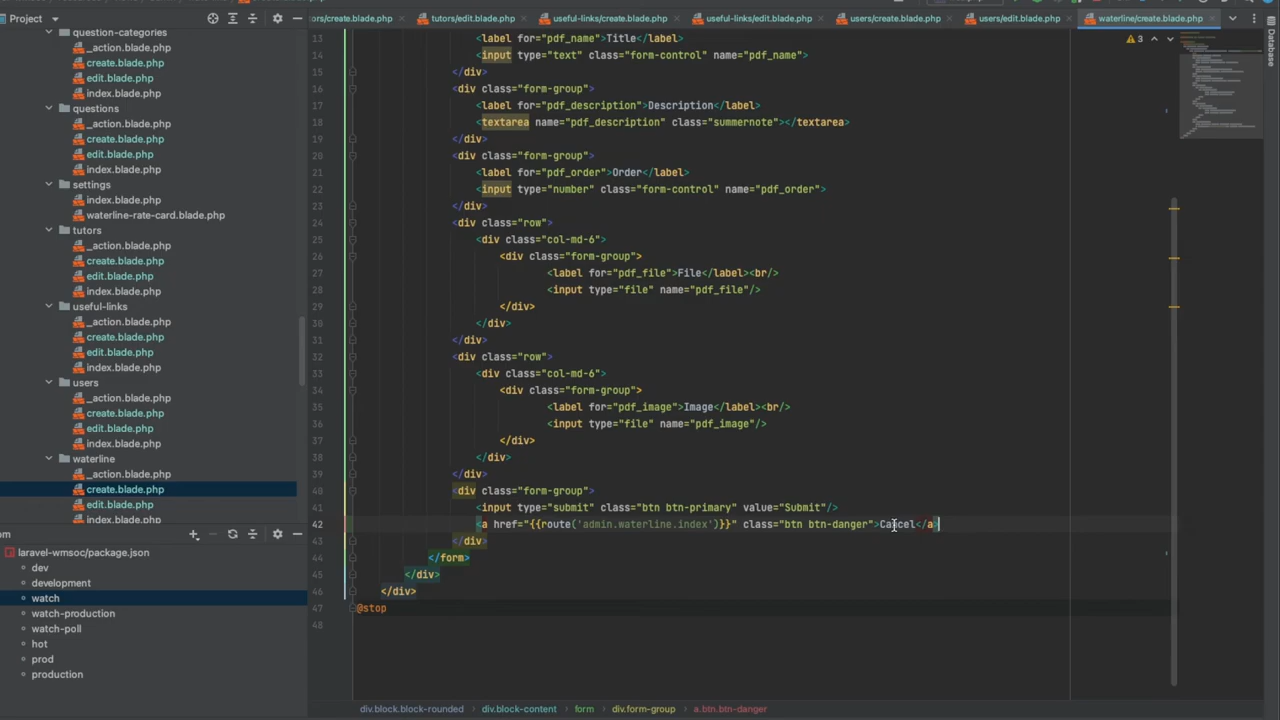 Project
ors/create.blade.php
tutors/edit.blade.php
useful-links/create.blade.php
useful-links/edit.blade.php
users/create.blade.php
users/edit.blade.php
waterline/create.blade.php
question-categories
_action.blade.php
create.blade.php
edit.blade.php
index.blade.php
questions
_action.blade.php
create.blade.php
edit.blade.php
index.blade.php
settings
index.blade.php
waterline-rate-card.blade.php
tutors
_action.blade.php
create.blade.php
edit.blade.php
index.blade.php
useful-links
_action.blade.php
create.blade.php
edit.blade.php
index.blade.php
users
_action.blade.php
create.blade.php
edit.blade.php
index.blade.php
waterline
_action.blade.php
create.blade.php
edit.blade.php
index.blade.php
pm
laravel-wmsoc/package.json
dev
development
watch
watch-production
watch-poll
hot
prod
production
13 <label for="pdf_name">Title</label>
14 <input type="text" class="form-control" name="pdf_name">
15 </div>
16 <div class="form-group">
17 <label for="pdf_description">Description</label>
18 <textarea name="pdf_description" class="summernote"></textarea>
19 </div>
20 <div class="form-group">
21 <label for="pdf_order">Order</label>
22 <input type="number" class="form-control" name="pdf_order">
23 </div>
24 <div class="row">
25 <div class="col-md-6">
26 <div class="form-group">
27 <label for="pdf_file">File</label><br/>
28 <input type="file" name="pdf_file"/>
29 </div>
30 </div>
31 </div>
32 <div class="row">
33 <div class="col-md-6">
34 <div class="form-group">
35 <label for="pdf_image">Image</label><br/>
36 <input type="file" name="pdf_image"/>
37 </div>
38 </div>
39 </div>
40 <div class="form-group">
41 <input type="submit" class="btn btn-primary" value="Submit"/>
42 <a href="{{route('admin.waterline.index')}}" class="btn btn-danger">Cancel</a>
43 </div>
44 </form>
45 </div>
46 </div>
47 @stop
48
3
Database
div.block.block-rounded
div.block-content
form
div.form-group
a.btn.btn-danger